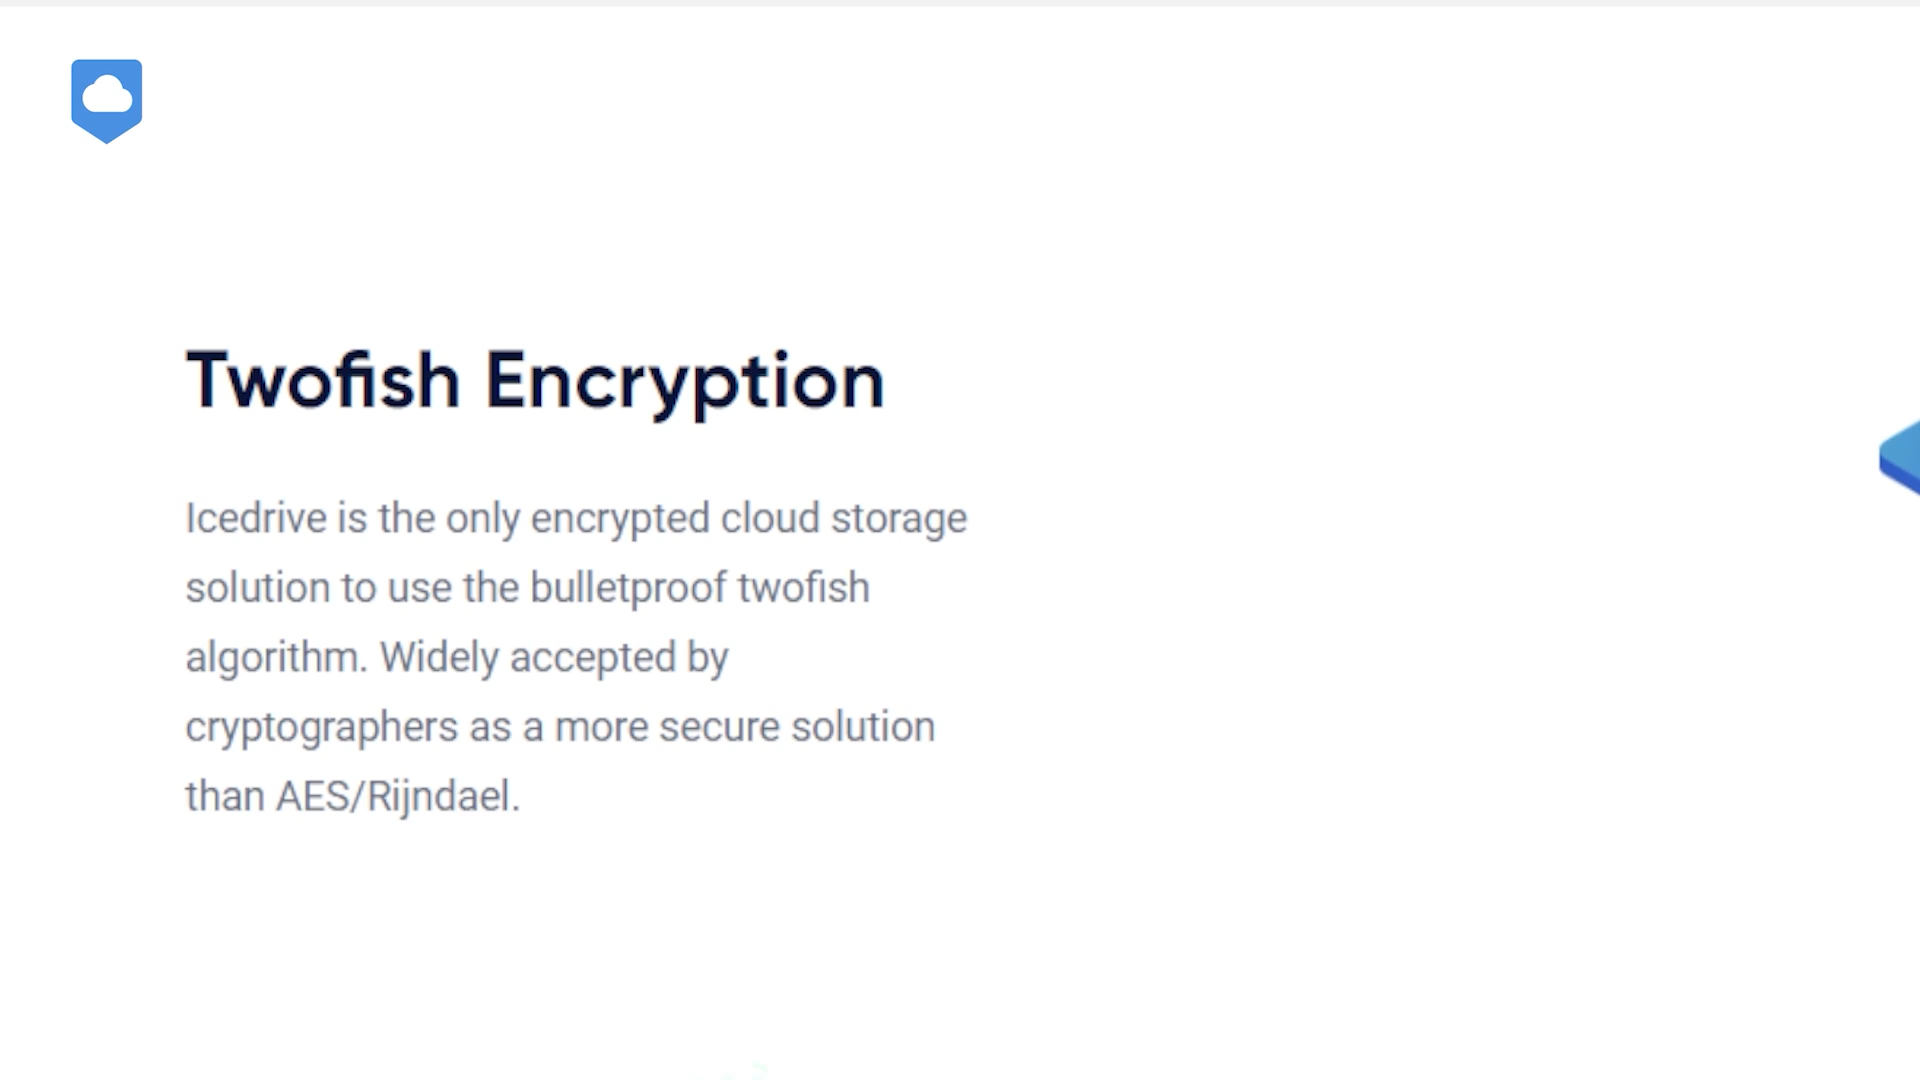 Twofish Encryption
Icedrive is the only encrypted cloud storage
solution to use the bulletproof twofish
algorithm. Widely accepted by
cryptographers as a more secure solution
than AES/Rijndael.